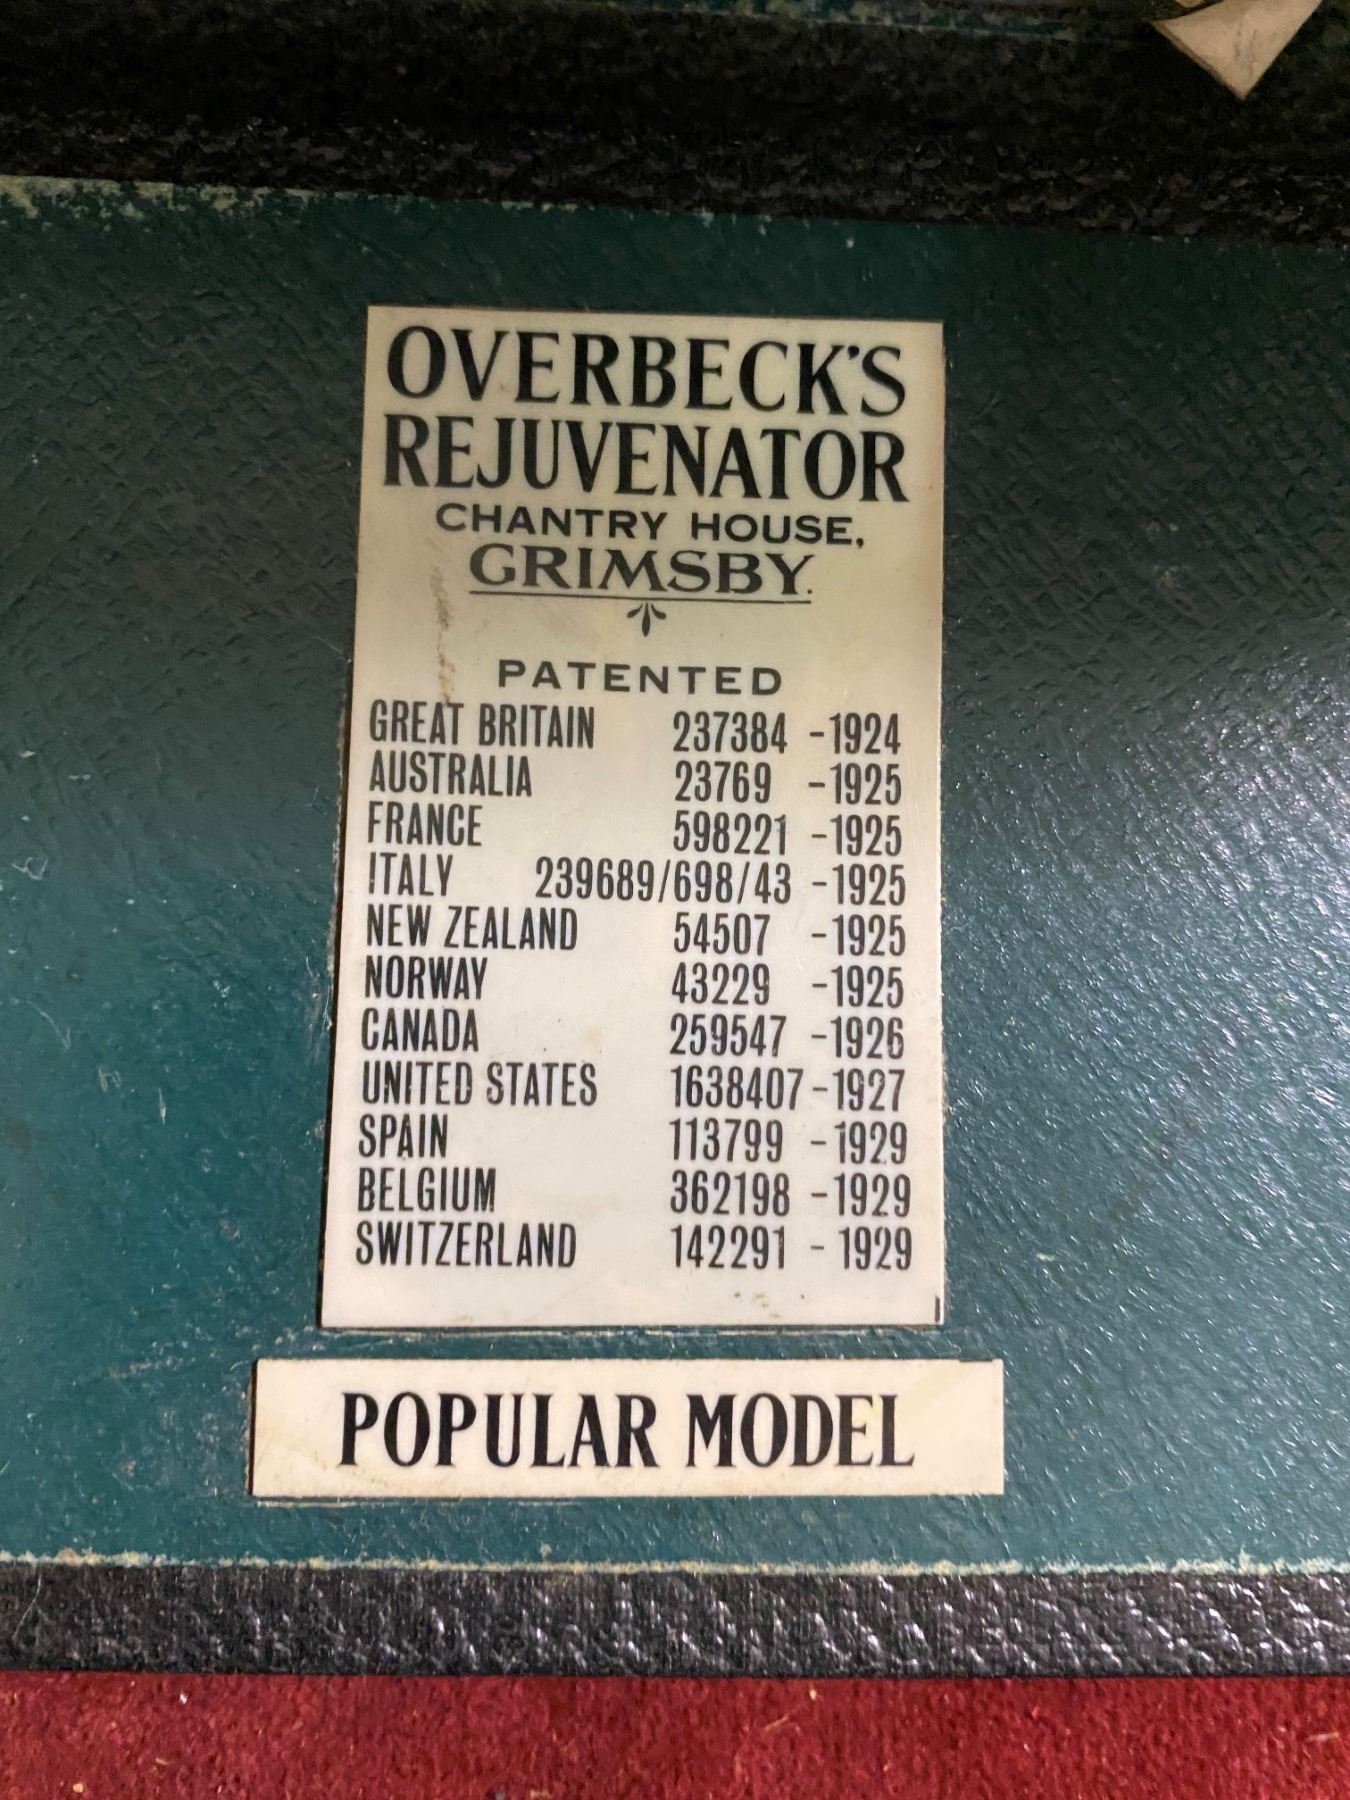 OVERBECK'S
REJUVENATOR
CHANTRY HOUSE,
GRIMSBY.
PATENTED
GREAT BRITAIN 237384 -1924
AUSTRALIA 23769 -1925
FRANCE 598221 -1925
ITALY 239689/698/43 -1925
NEW ZEALAND 54507 -1925
NORWAY 43229 -1925
CANADA 259547 -1926
UNITED STATES 1638407-1927
SPAIN 113799 -1929
BELGIUM 362198 -1929
SWITZERLAND 142291 - 1929
POPULAR MODEL